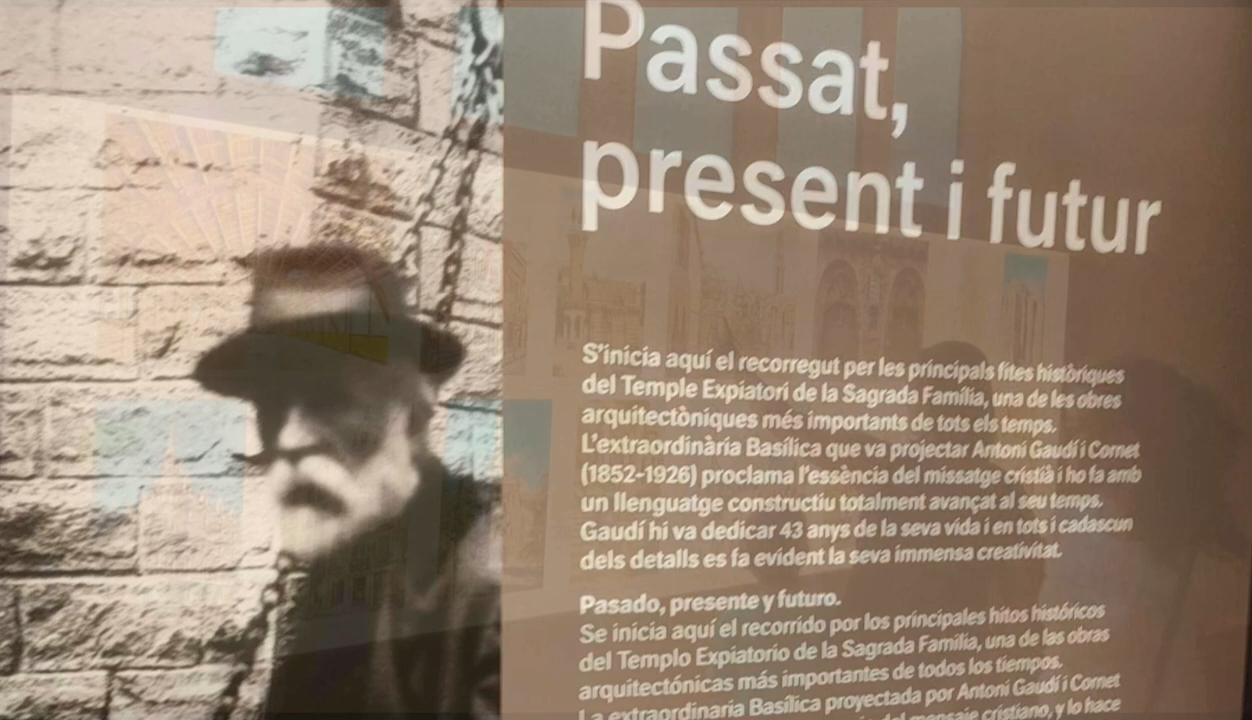 Passat,
present i futur
S'inicia aquí el recorregut per les principals fites històriques
del Temple Expiatori de la Sagrada Família, una de les obres
arquitectòniques més importants de tots els temps.
L'extraordinària Basílica que va projectar Antoni Gaudí i Cornet
(1852-1926) proclama l'essència del missatge cristià i ho fa amb
un llenguatge constructiu totalment avançat al seu temps.
Gaudí hi va dedicar 43 anys de la seva vida i en tots i cadascun
dels detalls es fa evident la seva immensa creativitat.
Pasado, presente y futuro.
Se inicia aquí el recorrido por los principales hitos históricos
del Templo Expiatorio de la Sagrada Familia, una de las obras
arquitectónicas más importantes de todos los tiempos.
La extraordinaria Basílica proyectada por Antoni Gaudí i Cornet
del mensaje cristiano, y lo hace